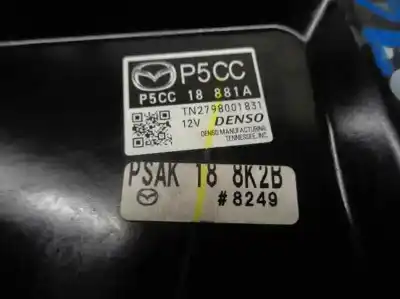 P5CC
P5CC 18 881A
TN2798001831
12V DENSO
DENSO MANUFACTURING
TENNESSEE, INC.
PSAK 18 8K2B
#8249